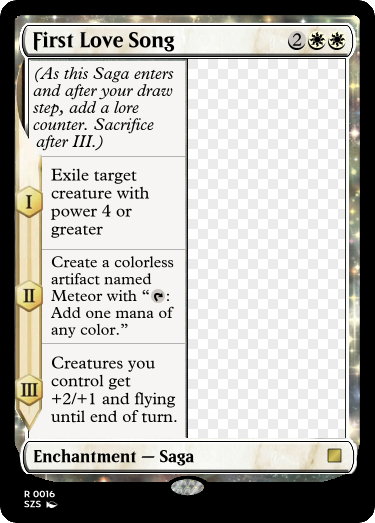 First Love Song 2
(As this Saga enters
and after your draw
step, add a lore
counter. Sacrifice
after III.)
I
Exile target
creature with
power 4 or
greater
II
Create a colorless
artifact named
Meteor with “:
Add one mana of
any color.”
III
Creatures you
control get
+2/+1 and flying
until end of turn.
Enchantment — Saga
R 0016
SZS